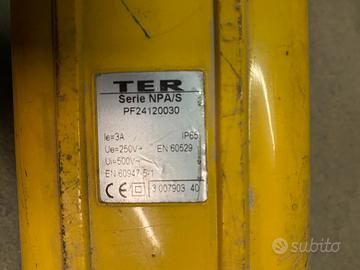 TER
Serie NPA/S
PF24120030
Ie=3A IP65
Ue=250V~ EN 60529
Ui=500V~
EN 60947-5-1
CE 3 007903 40
subito